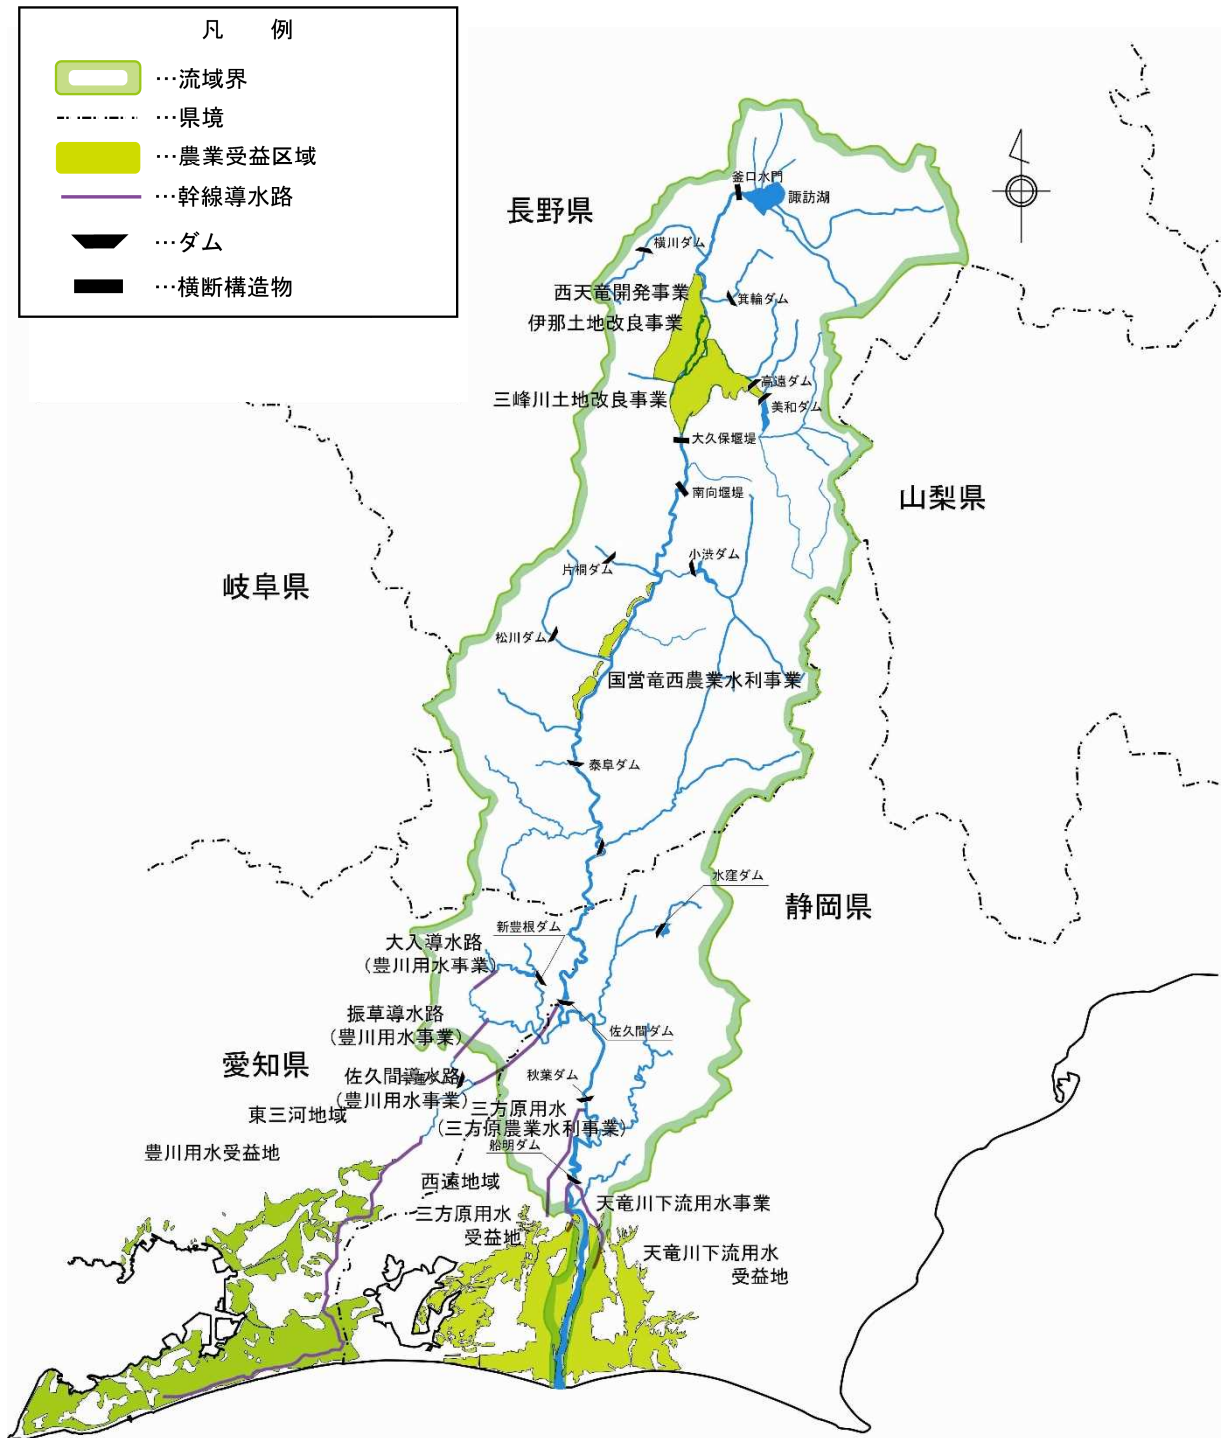 凡　例
…流域界
…県境
…農業受益区域
…幹線導水路
…ダム
…横断構造物
釜口水門
諏訪湖
長野県
横川ダム
西天竜開発事業
箕輪ダム
伊那土地改良事業
高遠ダム
三峰川土地改良事業
美和ダム
大久保堰堤
南向堰堤
山梨県
小渋ダム
片桐ダム
岐阜県
松川ダム
国営竜西農業水利事業
泰阜ダム
水窪ダム
静岡県
新豊根ダム
大入導水路
(豊川用水事業)
振草導水路
(豊川用水事業)
佐久間ダム
愛知県
佐久間導水路
(豊川用水事業)
秋葉ダム
東三河地域
三方原用水
(三方原農業水利事業)
船明ダム
豊川用水受益地
西遠地域
天竜川下流用水事業
三方原用水
受益地
天竜川下流用水
受益地